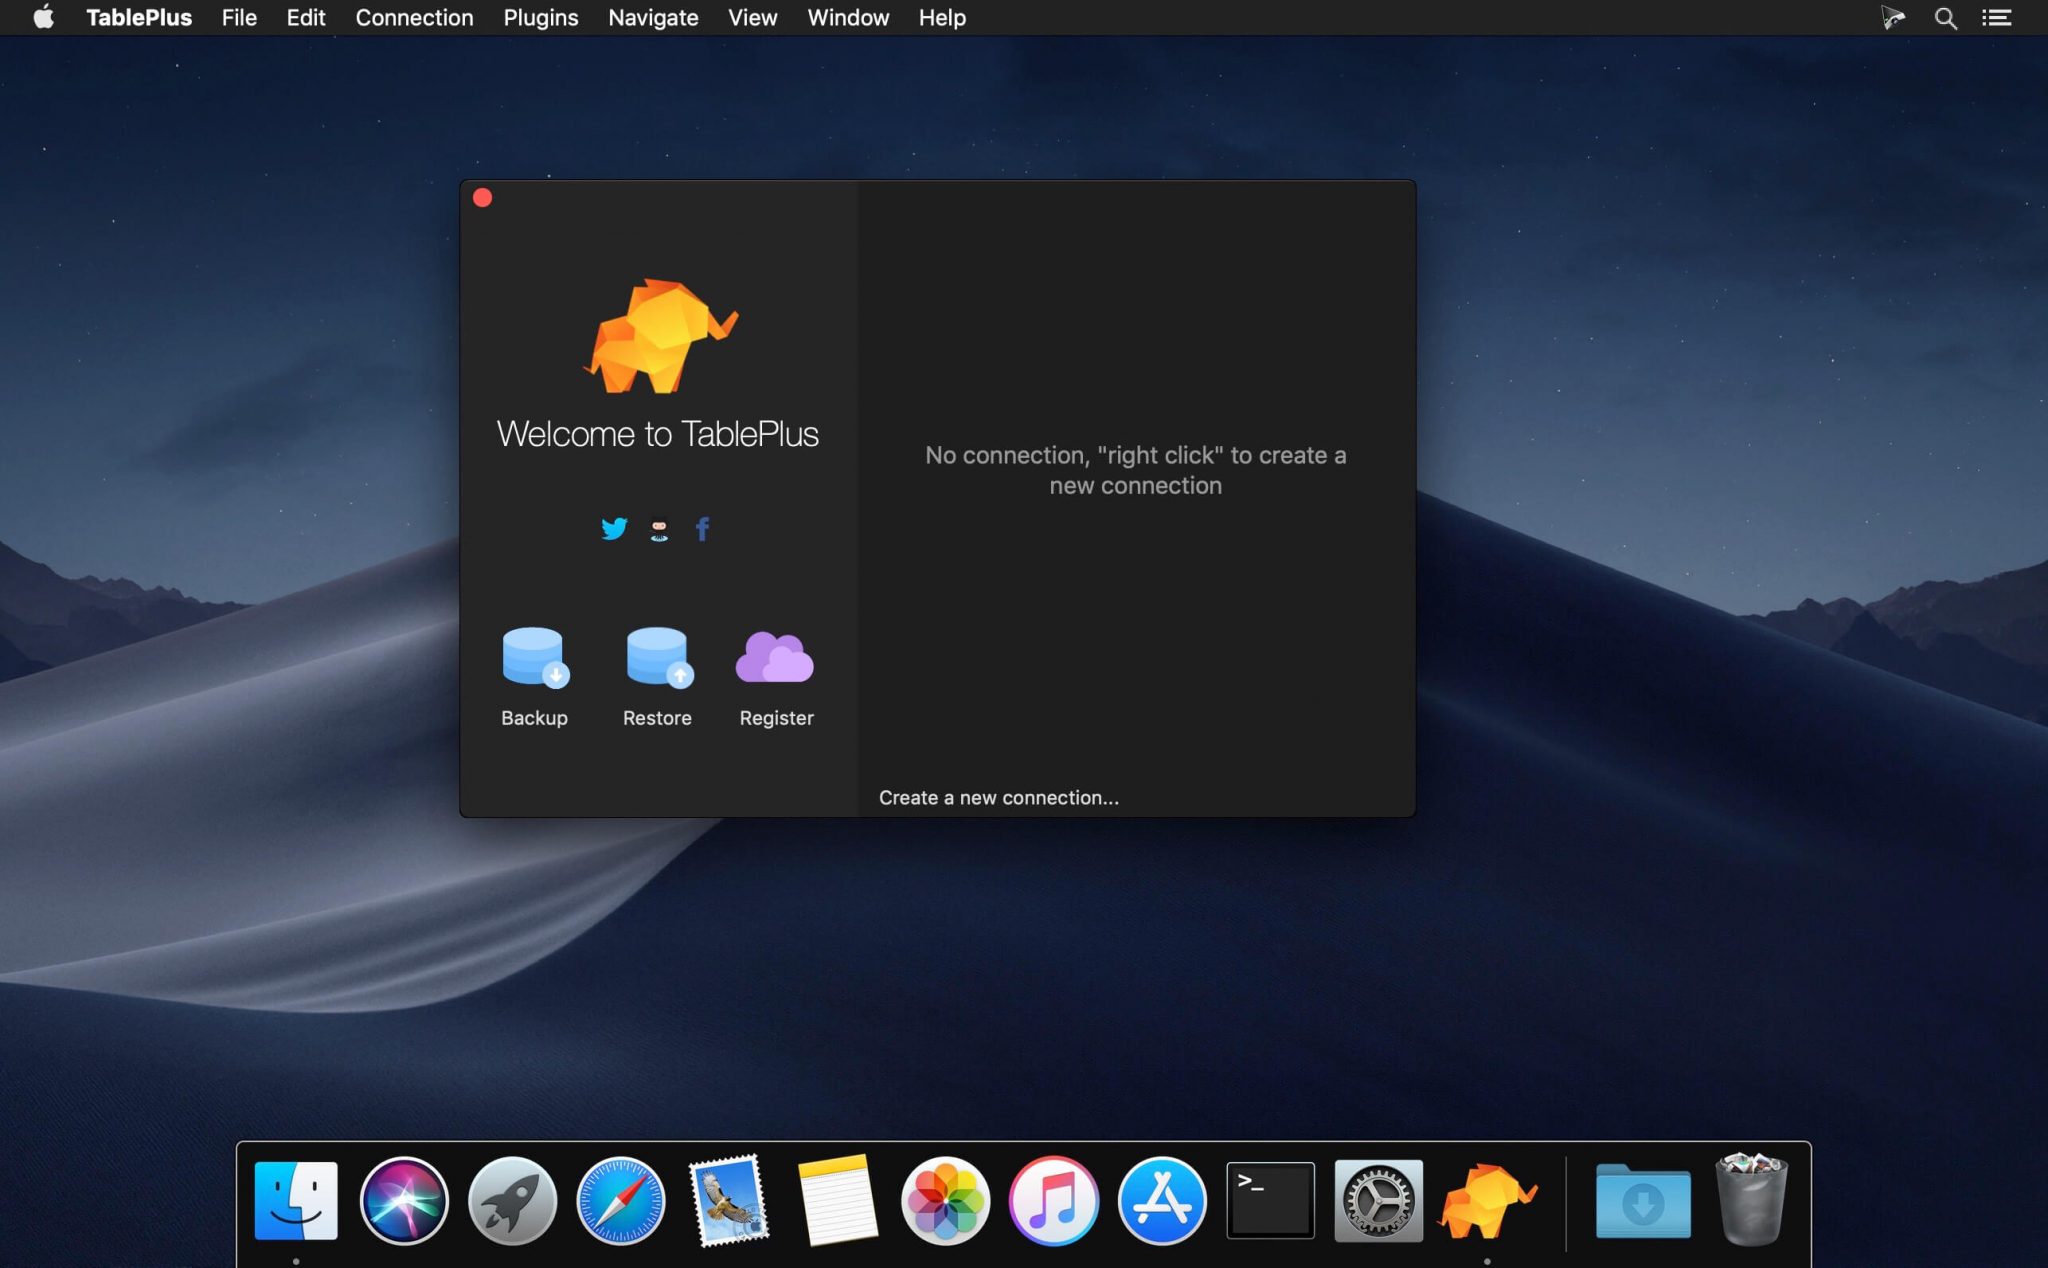 TablePlus File Edit Connection Plugins Navigate View Window Help
Welcome to TablePlus
No connection, "right click" to create a
new connection
Backup Restore Register
Create a new connection...
>_